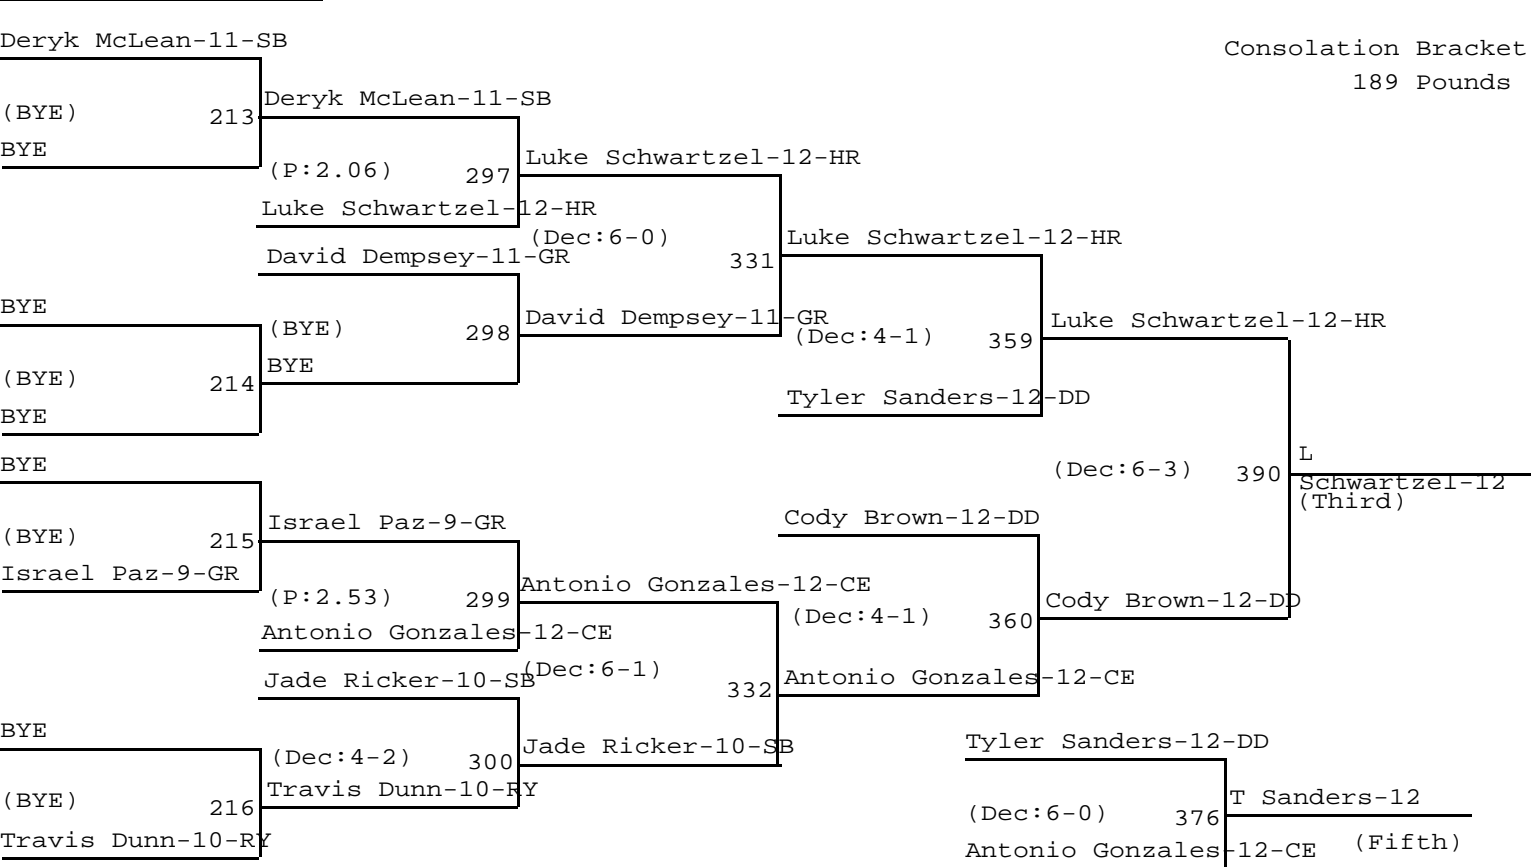 Deryk McLean-11-SB
Consolation Bracket
189 Pounds
(BYE)
213
Deryk McLean-11-SB
BYE
(P:2.06)
297
Luke Schwartzel-12-HR
Luke Schwartzel-12-HR
(Dec:6-0)
331
Luke Schwartzel-12-HR
David Dempsey-11-GR
BYE
(BYE)
298
David Dempsey-11-GR
(Dec:4-1)
359
Luke Schwartzel-12-HR
(BYE)
214
BYE
BYE
Tyler Sanders-12-DD
BYE
(Dec:6-3)
390
L
Schwartzel-12
(Third)
(BYE)
215
Israel Paz-9-GR
Cody Brown-12-DD
Israel Paz-9-GR
(P:2.53)
299
Antonio Gonzales-12-CE
(Dec:4-1)
360
Cody Brown-12-DD
Antonio Gonzales-12-CE
Jade Ricker-10-SB
(Dec:6-1)
332
Antonio Gonzales-12-CE
BYE
(Dec:4-2)
300
Jade Ricker-10-SB
Tyler Sanders-12-DD
(BYE)
216
Travis Dunn-10-RY
(Dec:6-0)
376
T Sanders-12
Travis Dunn-10-RY
Antonio Gonzales-12-CE
(Fifth)